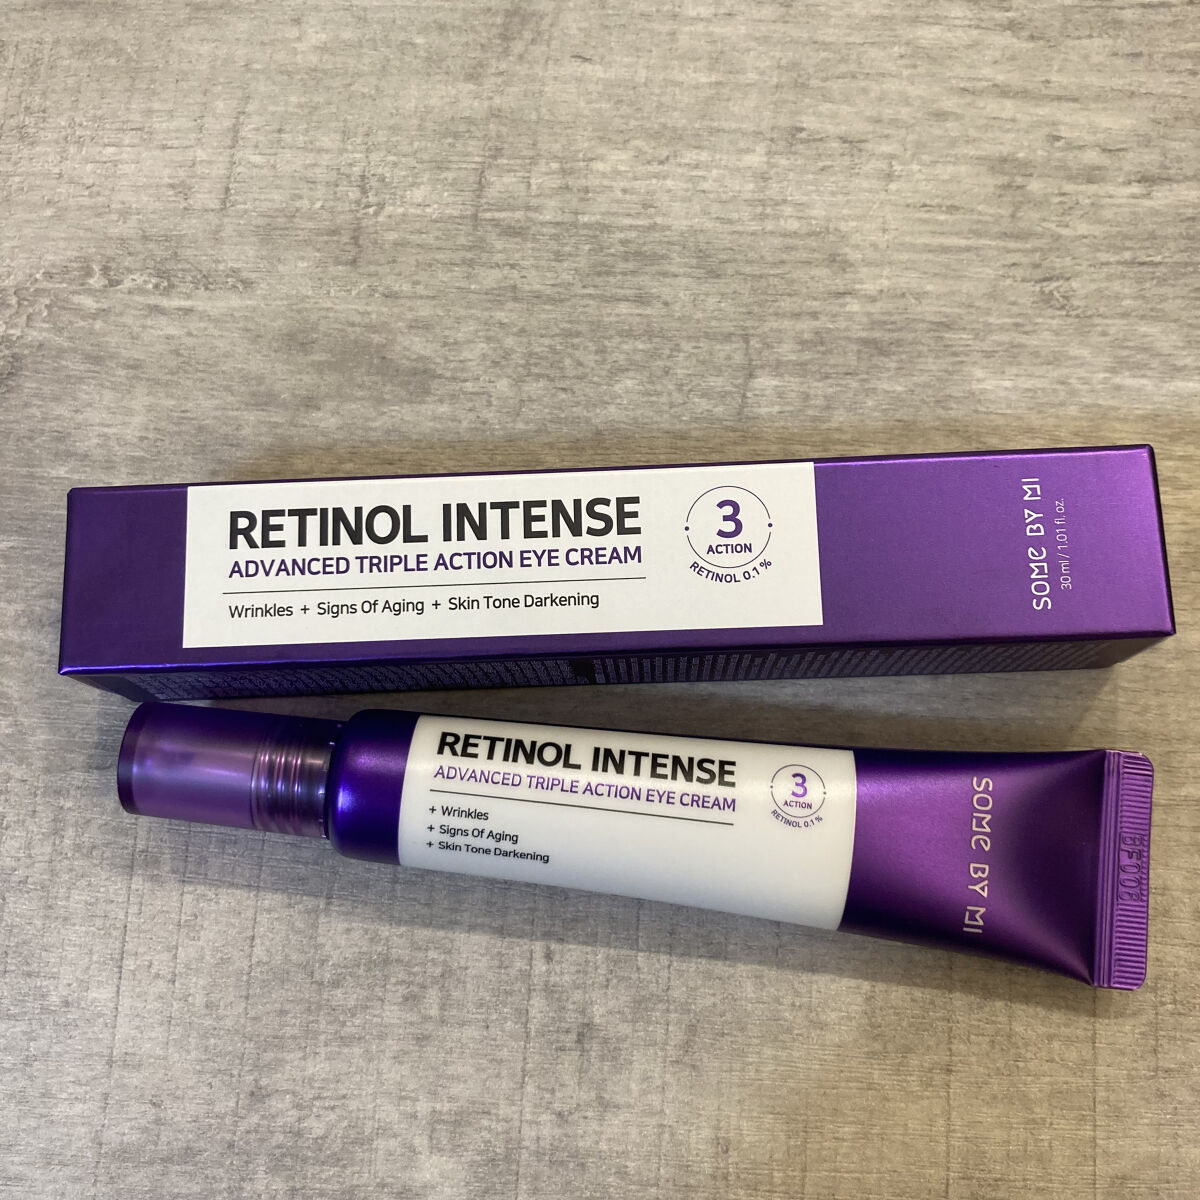 RETINOL INTENSE
ADVANCED TRIPLE ACTION EYE CREAM
Wrinkles + Signs Of Aging + Skin Tone Darkening
3
ACTION
RETINOL 0.1%
SOME BY MI
30 ml / 1.01 fl. oz.
RETINOL INTENSE
ADVANCED TRIPLE ACTION EYE CREAM
+ Wrinkles
+ Signs Of Aging
+ Skin Tone Darkening
3
ACTION
RETINOL 0.1%
SOME BY MI